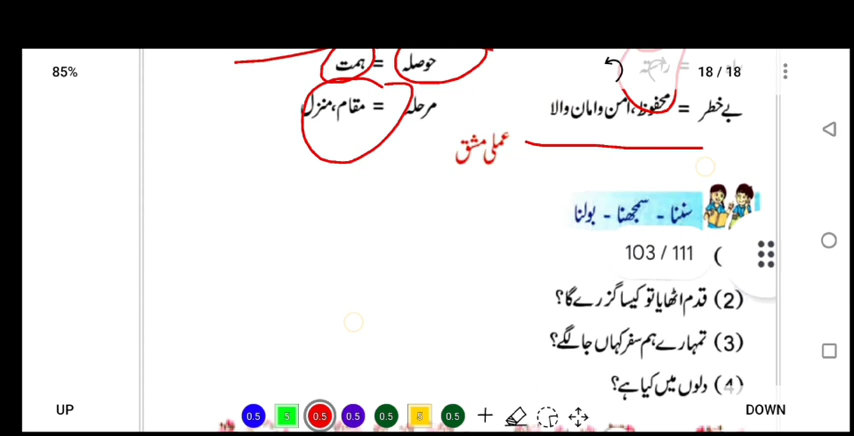 85%
18 / 18
حوصلہ = ہمت
بے خطر = محفوظ، امن وامان والا
مرحلہ = مقام، منزل
عملی مشق
سننا - سمجھنا - بولنا
103 / 111
(2) قدم اٹھایا تو کیسا گزرے گا؟
(3) تمہارے ہم سفر کہاں جالگے؟
(4) دلوں میں کیا ہے؟
UP
0.5 5 0.5 0.5 0.5 5 0.5
DOWN